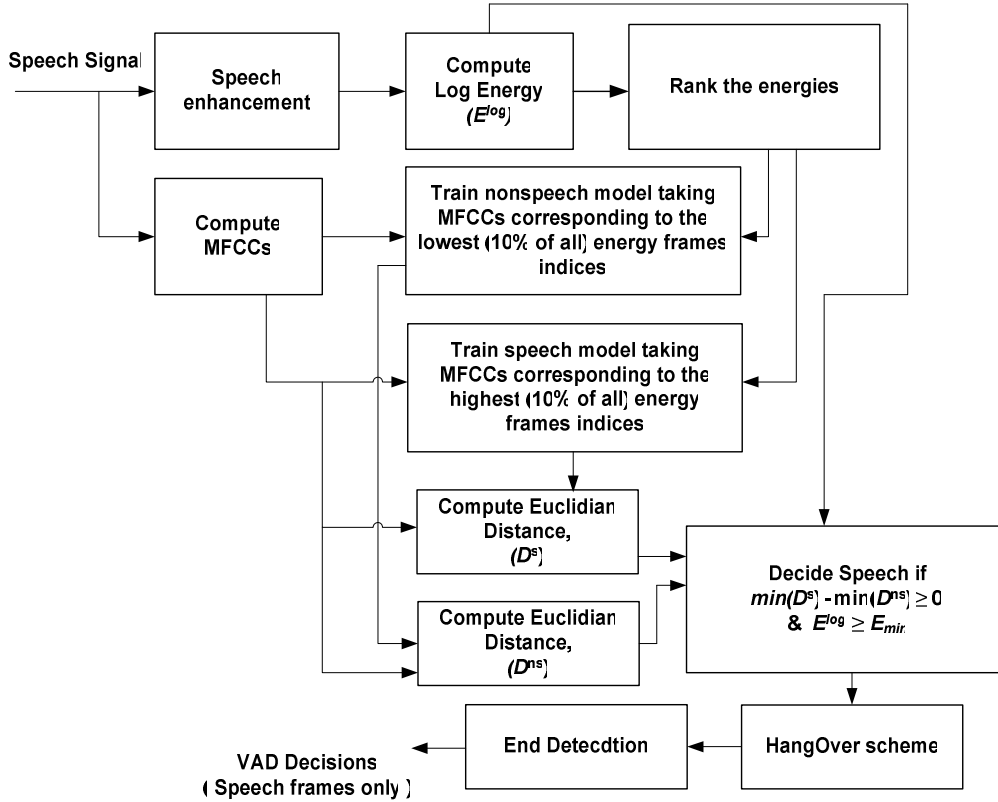 Speech Signal
Speech
enhancement
Compute
Log Energy
(E^log)
Rank the energies
Compute
MFCCs
Train nonspeech model taking
MFCCs corresponding to the
lowest (10% of all) energy frames
indices
Train speech model taking
MFCCs corresponding to the
highest (10% of all) energy
frames indices
Compute Euclidian
Distance,
(D^s)
Compute Euclidian
Distance,
(D^ns)
Decide Speech if
min(D^s) - min(D^ns) ≥ 0
& E^log ≥ E_min
HangOver scheme
End Detecdtion
VAD Decisions
( Speech frames only )